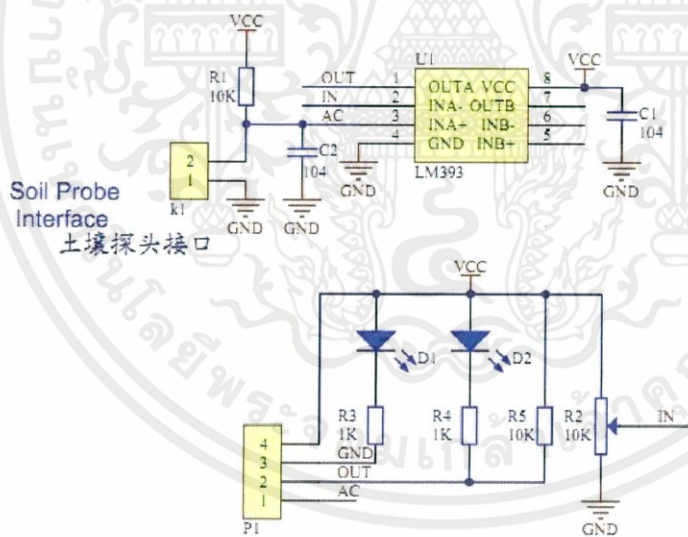 VCC
R1
10K
2
1
k1
GND
Soil Probe
Interface
土壤探头接口
C2
104
GND
OUT
IN
AC
GND
U1
1
2
3
4
OUTA VCC
INA- OUTB
INA+ INB-
GND INB+
LM393
8
7
6
5
VCC
C1
104
GND
VCC
D1
D2
R3
1K
R4
1K
R5
10K
R2
10K
IN
GND
4
3
2
1
P1
GND
OUT
AC